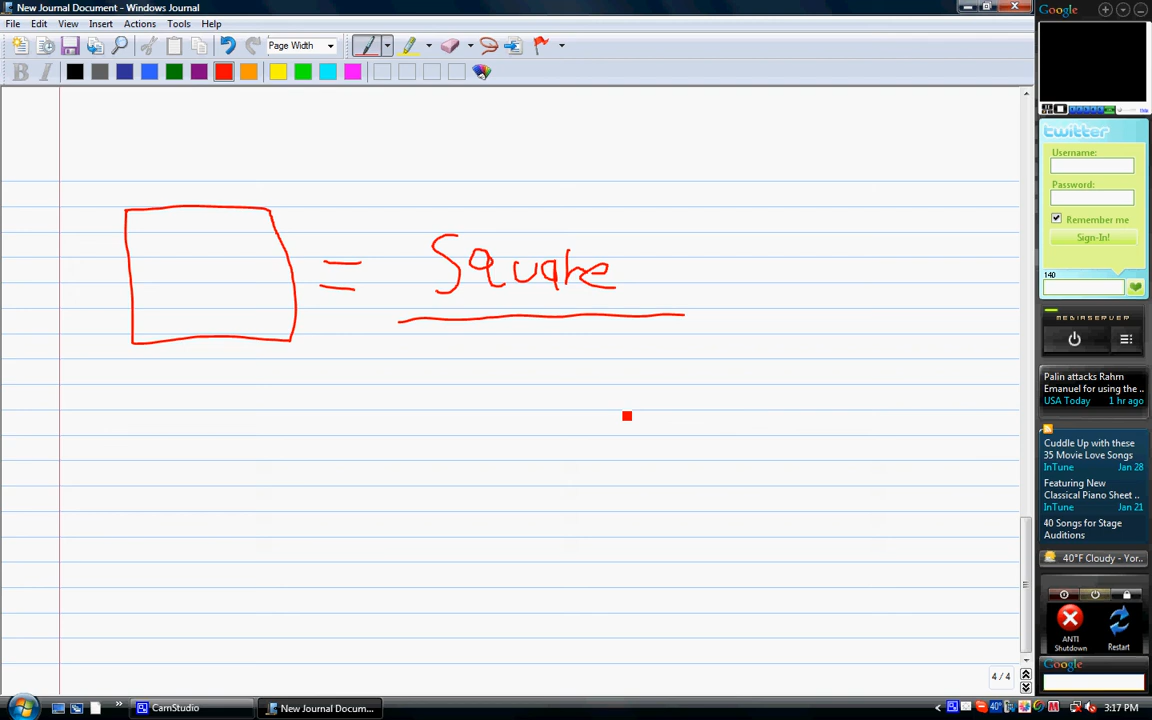 New Journal Document - Windows Journal
File Edit View Insert Actions Tools Help
Page Width
B I
= Square
4 / 4
Google
twitter
Username:
Password:
Remember me
Sign-In!
140
MEDIASERVER
Palin attacks Rahm
Emanuel for using the ..
USA Today 1 hr ago
Cuddle Up with these
35 Movie Love Songs
InTune Jan 28
Featuring New
Classical Piano Sheet ..
InTune Jan 21
40 Songs for Stage
Auditions
40°F Cloudy - Yor..
ANTI
Shutdown
Restart
Google
CamStudio
New Journal Docum...
40°
3:17 PM